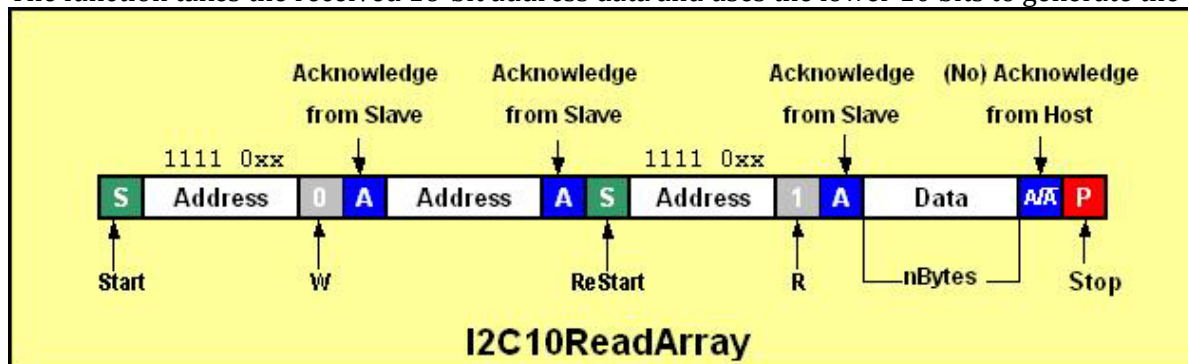 The function takes the received 16-bit address data and uses the lower 10 bits to generate the
Acknowledge Acknowledge Acknowledge (No) Acknowledge
from Slave from Slave from Slave from Host
1111 0xx 1111 0xx
S Address 0 A Address A S Address 1 A Data A/A̅ P
Start W ReStart R nBytes Stop
I2C10ReadArray